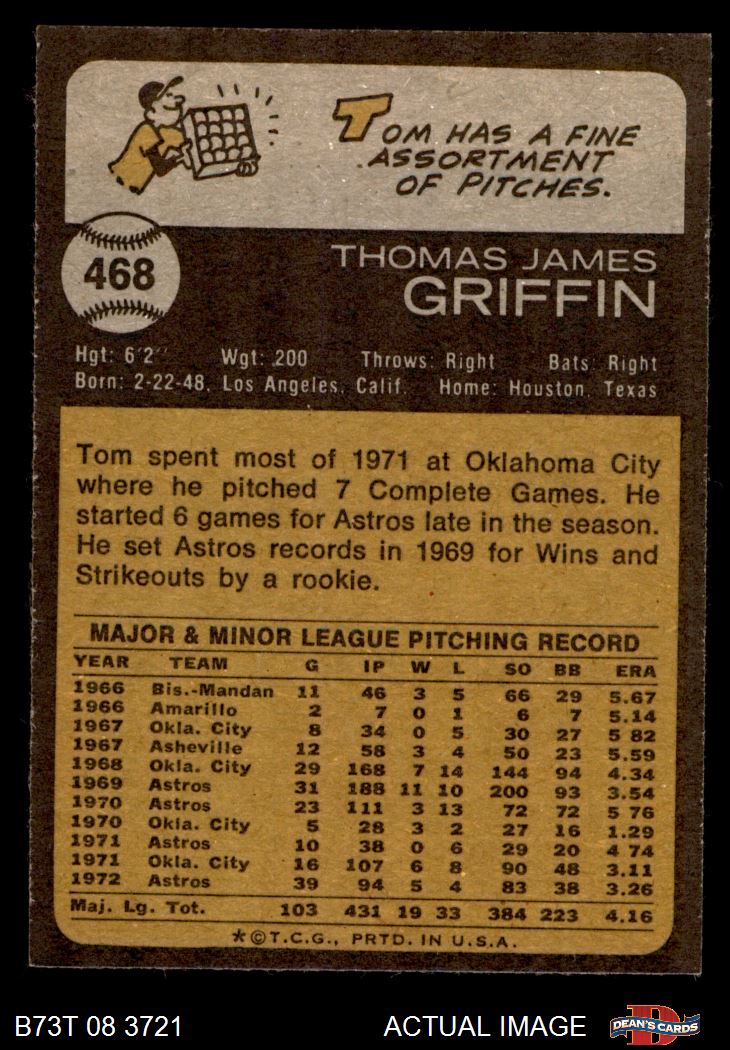 TOM HAS A FINE
ASSORTMENT
OF PITCHES.
468
THOMAS JAMES
GRIFFIN
Hgt: 6'2" Wgt: 200 Throws: Right Bats: Right
Born: 2-22-48, Los Angeles, Calif. Home: Houston, Texas
Tom spent most of 1971 at Oklahoma City
where he pitched 7 Complete Games. He
started 6 games for Astros late in the season.
He set Astros records in 1969 for Wins and
Strikeouts by a rookie.
MAJOR & MINOR LEAGUE PITCHING RECORD
YEAR TEAM G IP W L SO BB ERA
1966 Bis.-Mandan 11 46 3 5 66 29 5.67
1966 Amarillo 2 7 0 1 6 7 5.14
1967 Okla. City 8 34 0 5 30 27 5 82
1967 Asheville 12 58 3 4 50 23 5.59
1968 Okla. City 29 168 7 14 144 94 4.34
1969 Astros 31 188 11 10 200 93 3.54
1970 Astros 23 111 3 13 72 72 5 76
1970 Okla. City 5 28 3 2 27 16 1.29
1971 Astros 10 38 0 6 29 20 4 74
1971 Okla. City 16 107 6 8 90 48 3.11
1972 Astros 39 94 5 4 83 38 3.26
Maj. Lg. Tot. 103 431 19 33 384 223 4.16
*©T.C.G., PRTD. IN U.S.A.
B73T 08 3721 ACTUAL IMAGE DEAN'S CARDS